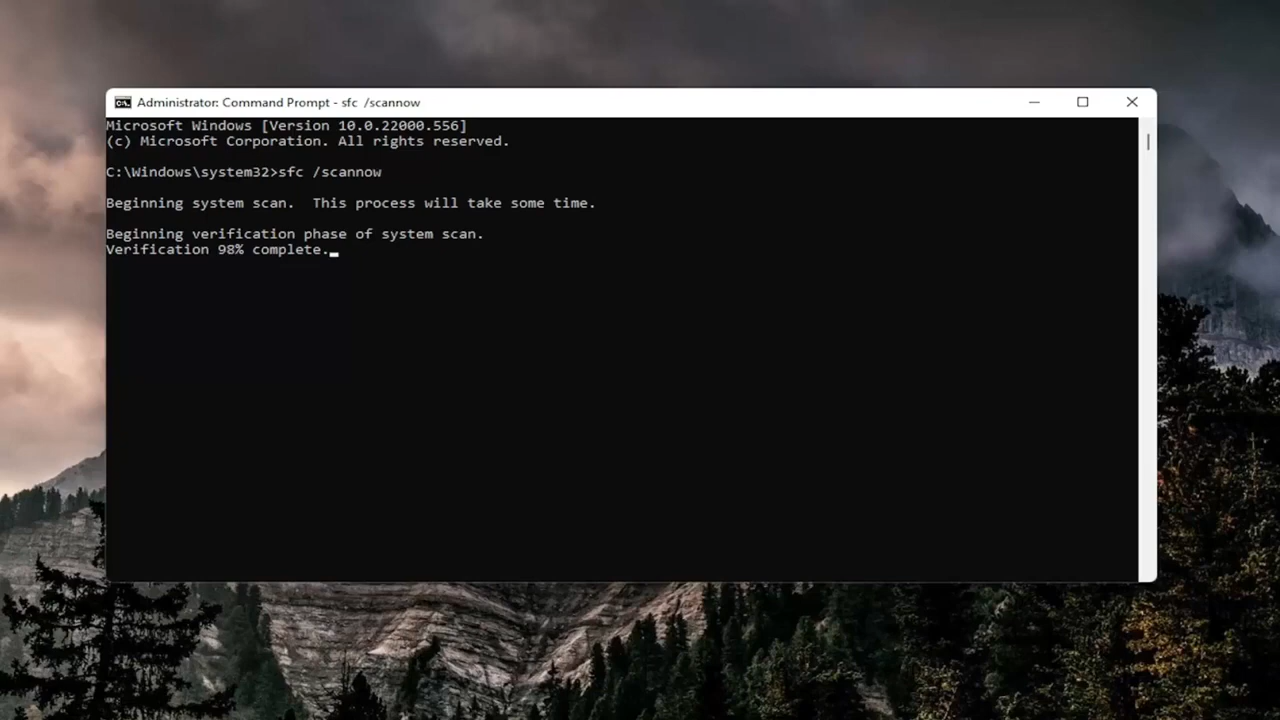 Administrator: Command Prompt - sfc  /scannow
Microsoft Windows [Version 10.0.22000.556]
(c) Microsoft Corporation. All rights reserved.
C:\Windows\system32>sfc /scannow
Beginning system scan.  This process will take some time.
Beginning verification phase of system scan.
Verification 98% complete.